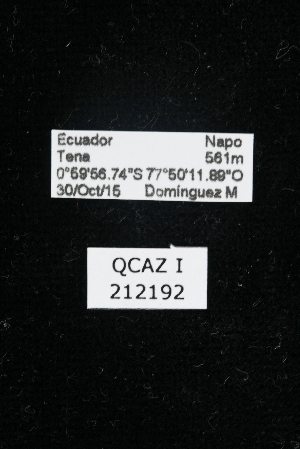 Ecuador Napo
Tena 561m
0°59'56.74"S 77°50'11.89"O
30/Oct/15 Domínguez M
QCAZ I
212192